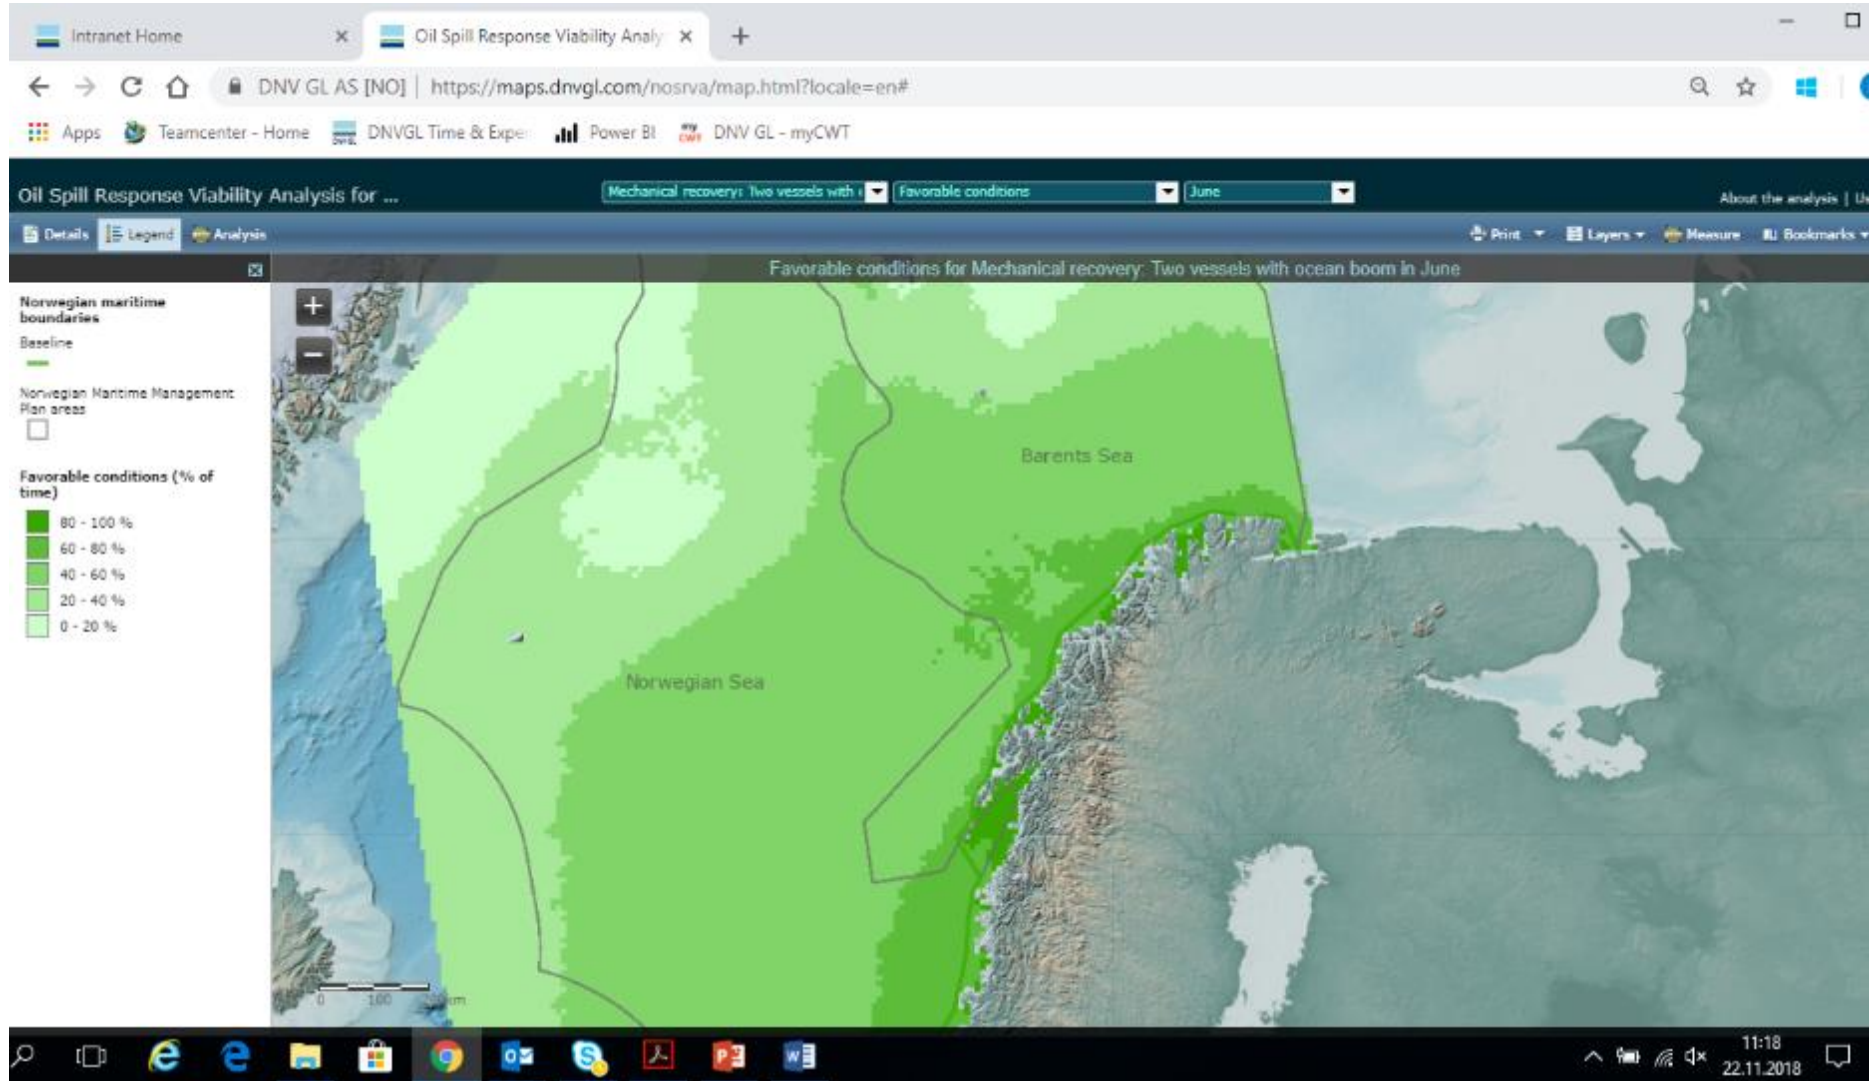 Intranet Home
Oil Spill Response Viability Analy
DNV GL AS [NO] | https://maps.dnvgl.com/nosrva/map.html?locale=en#
Apps Teamcenter - Home DNVGL Time & Expe Power BI my CWT DNV GL - myCWT
Oil Spill Response Viability Analysis for ...
Mechanical recovery: Two vessels with
Favorable conditions
June
About the analysis | Us
Details Legend Analysis
Print Layers Measure Bookmarks
Favorable conditions for Mechanical recovery: Two vessels with ocean boom in June
Norwegian maritime
boundaries
Baseline
Norwegian Maritime Management
Plan areas
Favorable conditions (% of
time)
80 - 100 %
60 - 80 %
40 - 60 %
20 - 40 %
0 - 20 %
+
−
Barents Sea
Norwegian Sea
0 100 km
11:18
22.11.2018